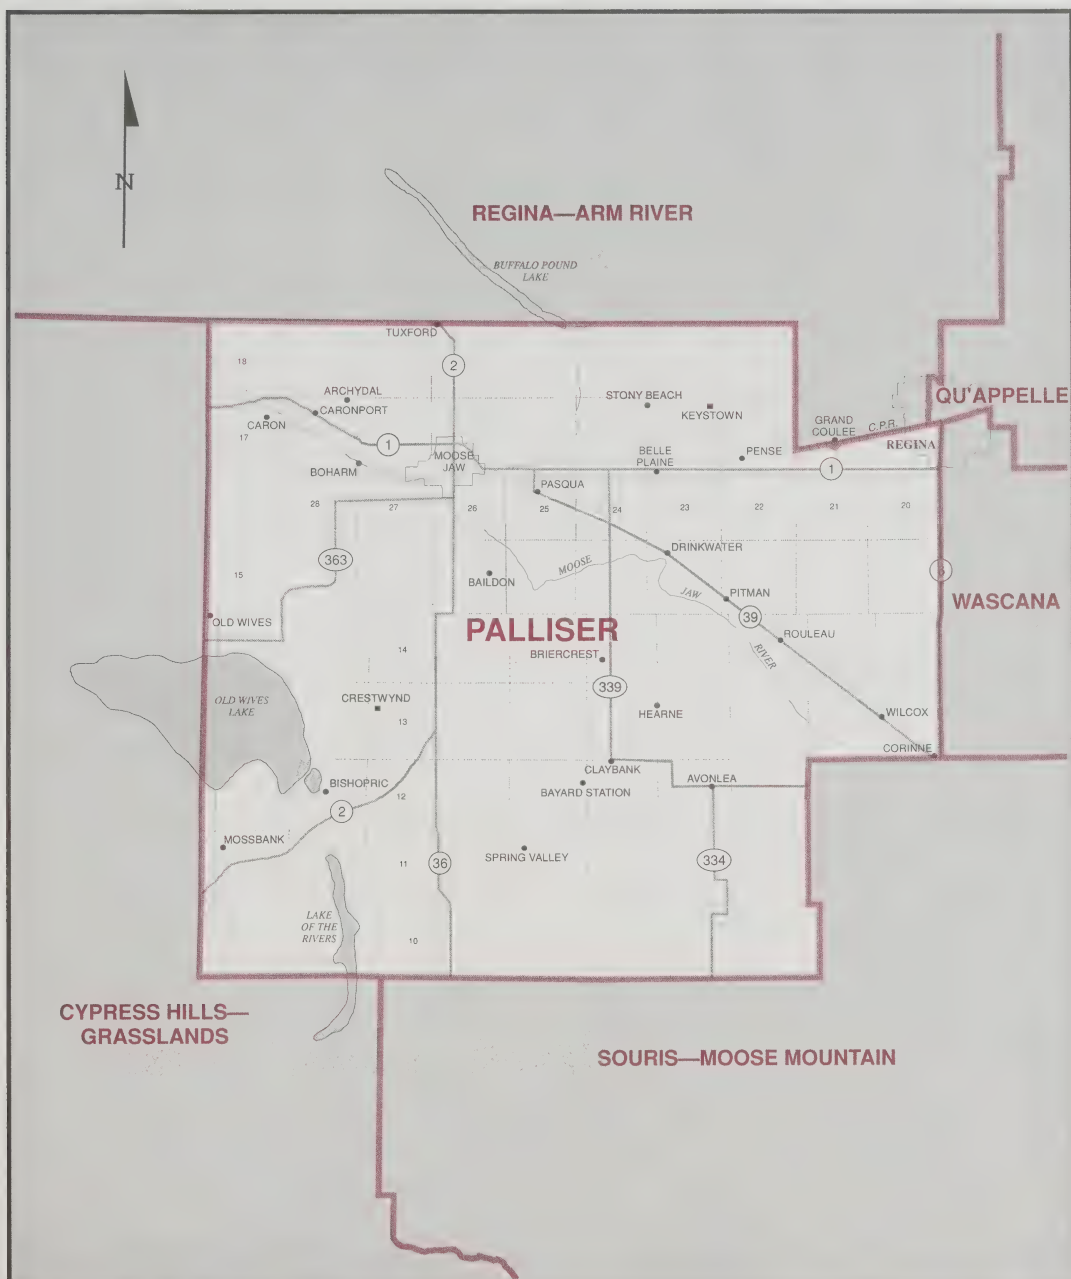 N
REGINA—ARM RIVER
BUFFALO POUND
LAKE
TUXFORD
2
18
ARCHYDAL
CARONPORT
CARON
17
1
BOHARM
MOOSE
JAW
STONY BEACH
KEYSTOWN
BELLE
PLAINE
PENSE
GRAND
COULEE
C.P.R.
REGINA
QU'APPELLE
1
PASQUA
28
27
26
25
24
23
22
21
20
363
15
BAILDON
MOOSE
JAW
RIVER
DRINKWATER
PITMAN
39
ROULEAU
6
WASCANA
OLD WIVES
PALLISER
14
BRIERCREST
339
OLD WIVES
LAKE
CRESTWYND
13
HEARNE
WILCOX
CORINNE
CLAYBANK
BAYARD STATION
AVONLEA
BISHOPRIC
12
2
MOSSBANK
11
36
SPRING VALLEY
334
LAKE
OF THE
RIVERS
10
CYPRESS HILLS—
GRASSLANDS
SOURIS—MOOSE MOUNTAIN